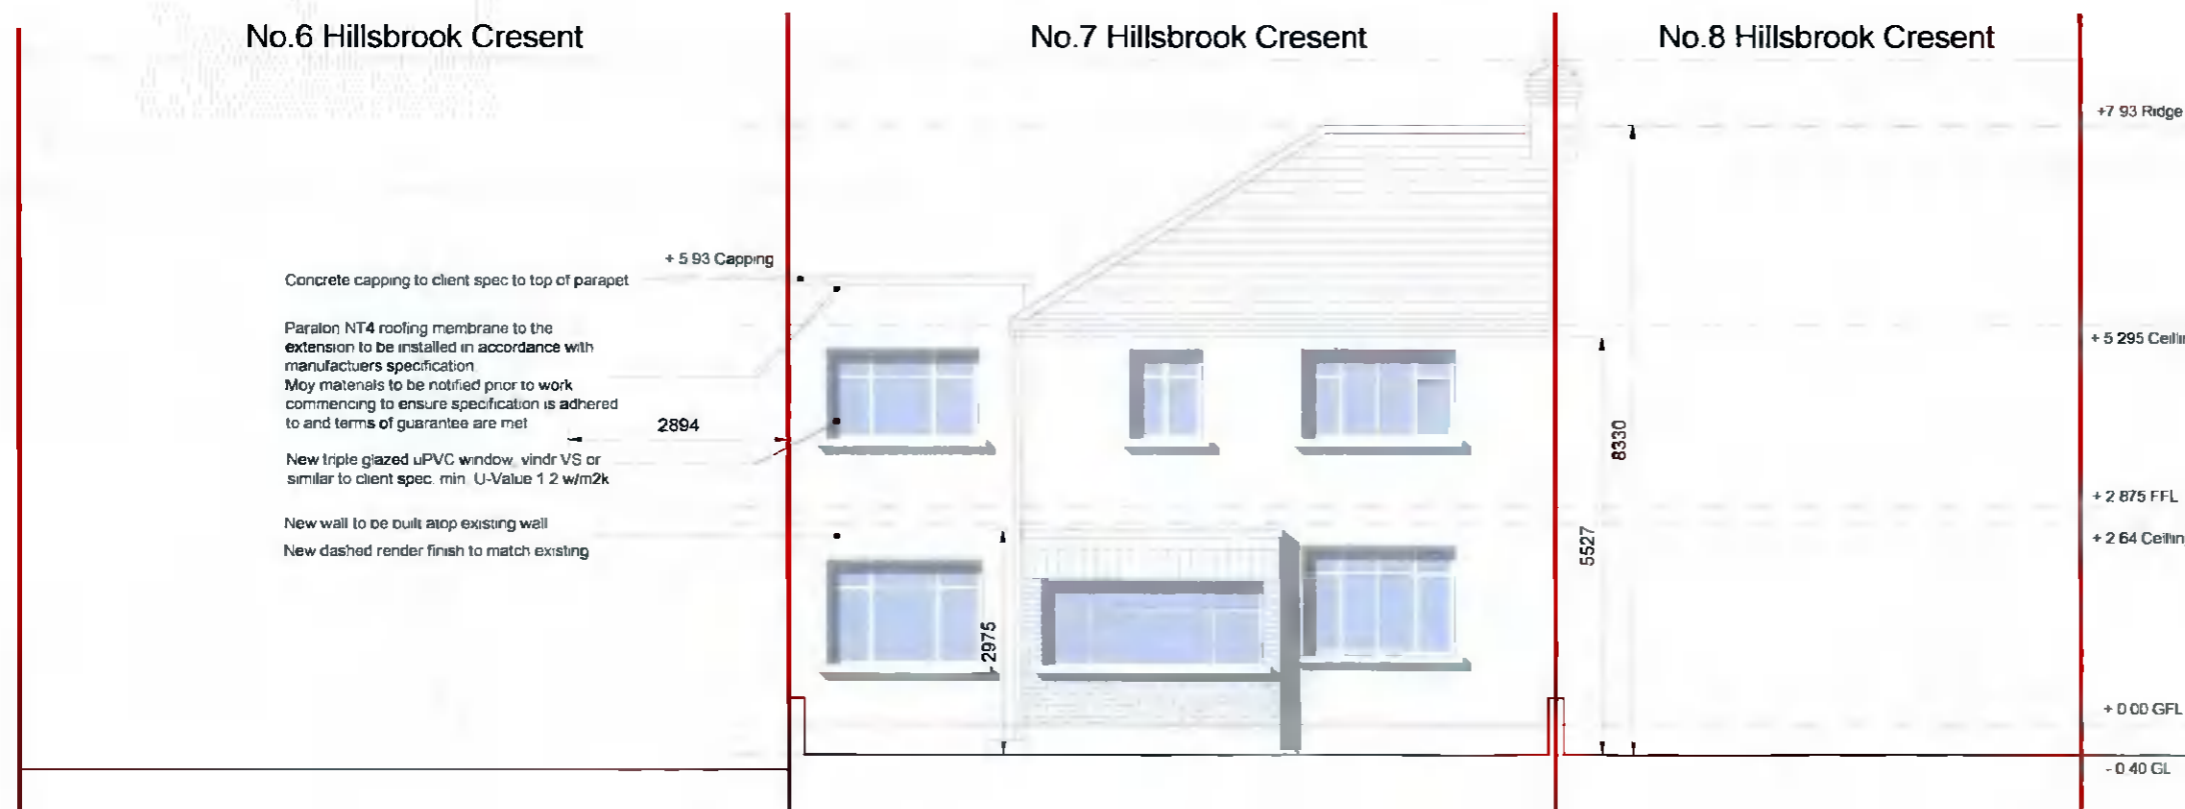 No.6 Hillsbrook Cresent
No.7 Hillsbrook Cresent
No.8 Hillsbrook Cresent
+7 93 Ridge
+ 5 93 Capping
Concrete capping to client spec to top of parapet
Paralon NT4 roofing membrane to the
extension to be installed in accordance with
manufactuers specification
Moy materials to be notified prior to work
commencing to ensure specification is adhered
to and terms of guarantee are met
2894
New triple glazed uPVC window, vindr VS or
similar to client spec. min. U-Value 1 2 w/m2k
New wall to be built atop existing wall
New dashed render finish to match existing
2975
5527
8330
+ 5 295 Ceilin
+ 2 875 FFL
+ 2 64 Ceiling
+ 0 00 GFL
- 0 40 GL